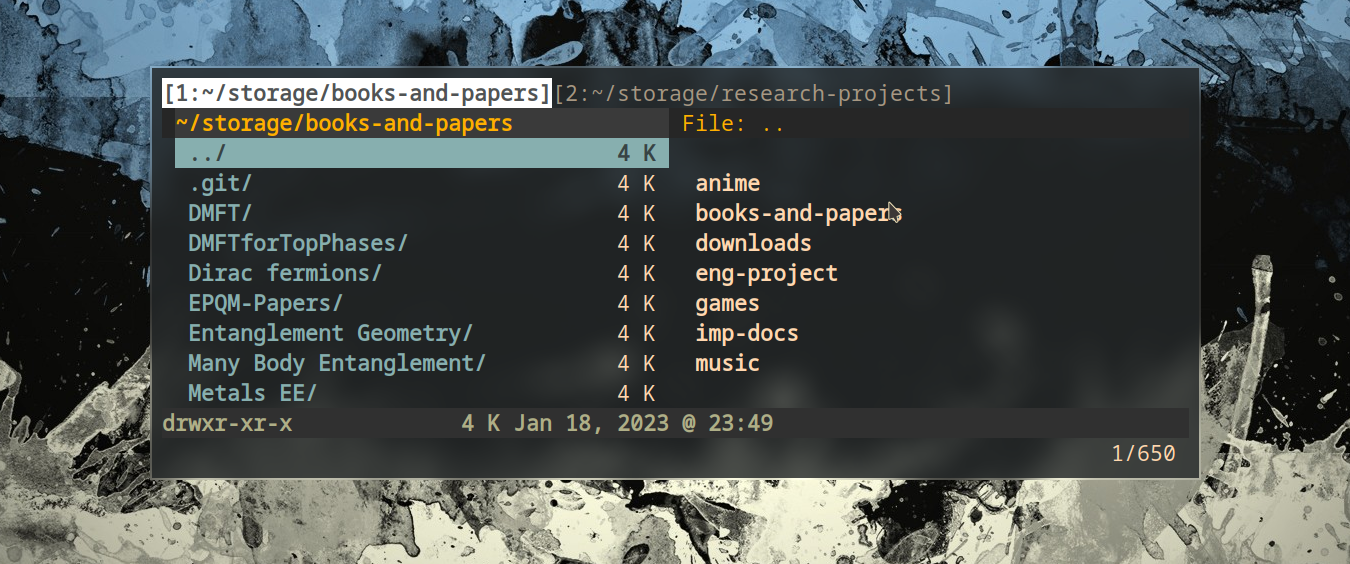 [1:~/storage/books-and-papers][2:~/storage/research-projects]
~/storage/books-and-papers File: ..
../ 4 K
.git/ 4 K anime
DMFT/ 4 K books-and-papers
DMFTforTopPhases/ 4 K downloads
Dirac fermions/ 4 K eng-project
EPQM-Papers/ 4 K games
Entanglement Geometry/ 4 K imp-docs
Many Body Entanglement/ 4 K music
Metals EE/ 4 K
drwxr-xr-x 4 K Jan 18, 2023 @ 23:49
1/650